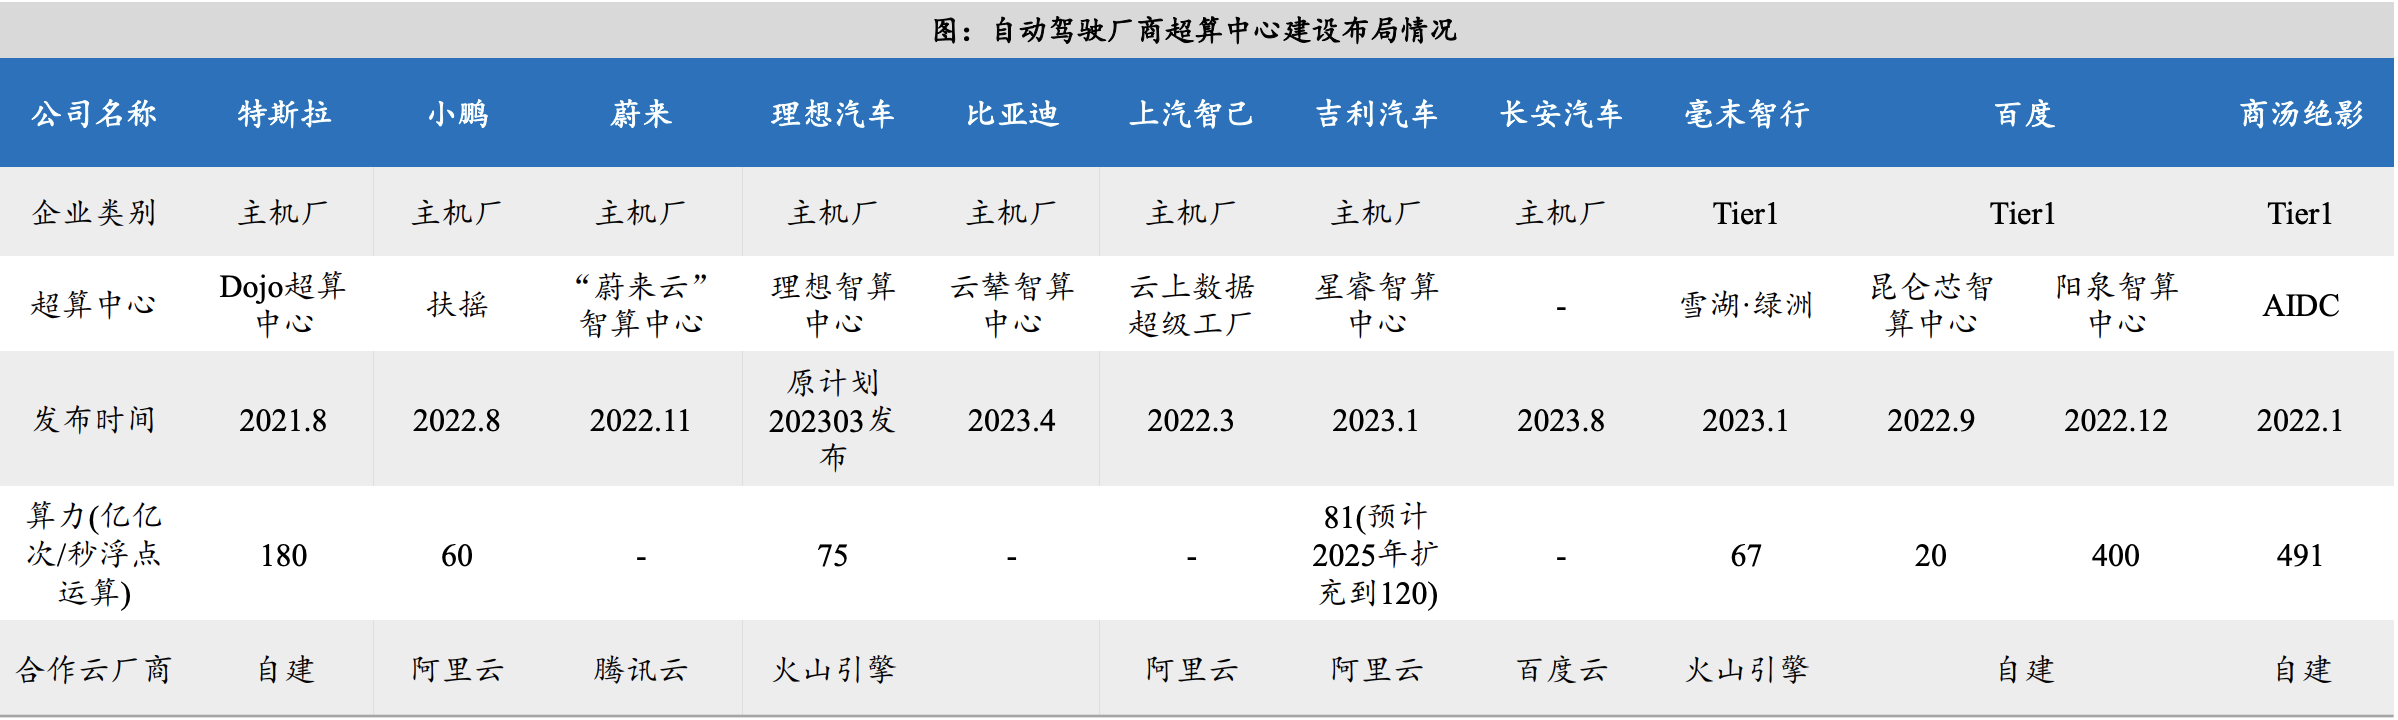 图：自动驾驶厂商超算中心建设布局情况
公司名称 特斯拉 小鹏 蔚来 理想汽车 比亚迪 上汽智己 吉利汽车 长安汽车 毫末智行 百度 商汤绝影
企业类别 主机厂 主机厂 主机厂 主机厂 主机厂 主机厂 主机厂 主机厂 Tier1 Tier1 Tier1
超算中心 Dojo超算中心 扶摇 “蔚来云”智算中心 理想智算中心 云辇智算中心 云上数据超级工厂 星睿智算中心 - 雪湖·绿洲 昆仑芯智算中心 阳泉智算中心 AIDC
发布时间 2021.8 2022.8 2022.11 原计划202303发布 2023.4 2022.3 2023.1 2023.8 2023.1 2022.9 2022.12 2022.1
算力(亿亿次/秒浮点运算) 180 60 - 75 - - 81(预计2025年扩充到120) - 67 20 400 491
合作云厂商 自建 阿里云 腾讯云 火山引擎 阿里云 阿里云 百度云 火山引擎 自建 自建